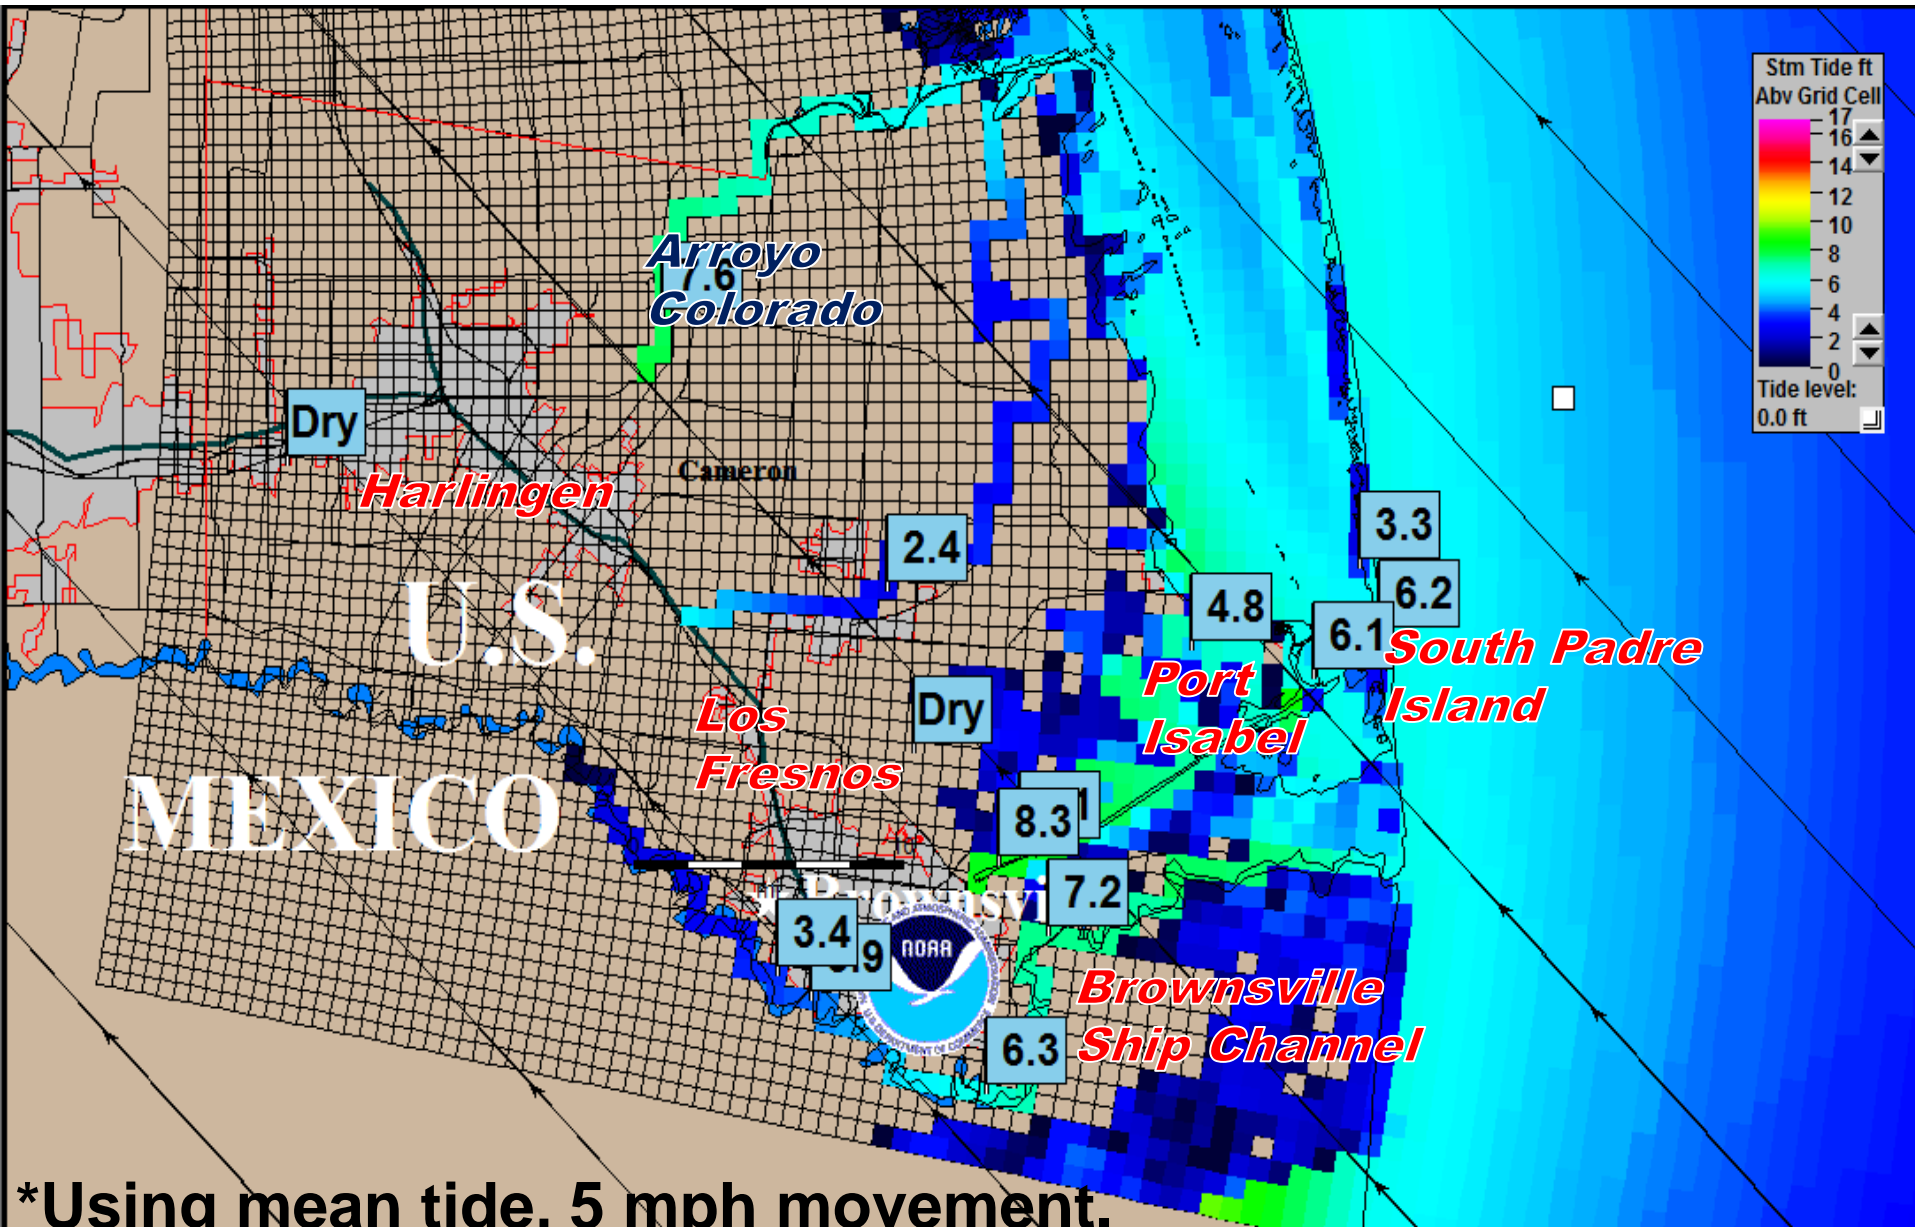 Stm Tide ft
Abv Grid Cell
17
16
14
12
10
8
6
4
2
0
Tide level:
0.0 ft
Arroyo
7.6
Colorado
Dry
Harlingen
Cameron
2.4
3.3
6.2
4.8
6.1
South Padre
Island
U.S.
Port
Isabel
Dry
Los
Fresnos
MEXICO
8.3
7.2
Brownsvi
3.4
NOAA
Brownsville
Ship Channel
6.3
*Using mean tide, 5 mph movement.